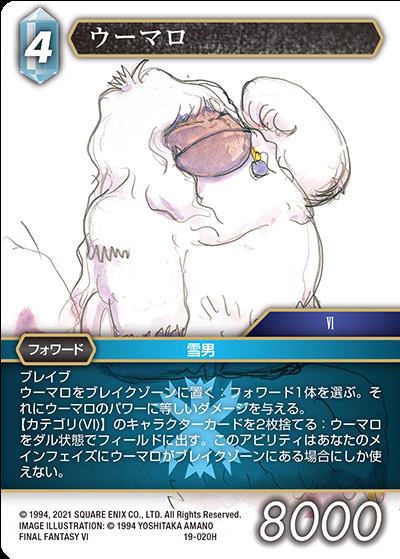 4
ウーマロ
VI
フォワード
雪男
ブレイブ
ウーマロをブレイクゾーンに置く：フォワード1体を選ぶ。そ
れにウーマロのパワーに等しいダメージを与える。
【カテゴリ(VI)】のキャラクターカードを2枚捨てる：ウーマロ
をダル状態でフィールドに出す。このアビリティはあなたのメ
インフェイズにウーマロがブレイクゾーンにある場合にしか使
えない。
© 1994, 2021 SQUARE ENIX CO., LTD. All Rights Reserved.
IMAGE ILLUSTRATION: © 1994 YOSHITAKA AMANO
FINAL FANTASY VI 19-020H
8000